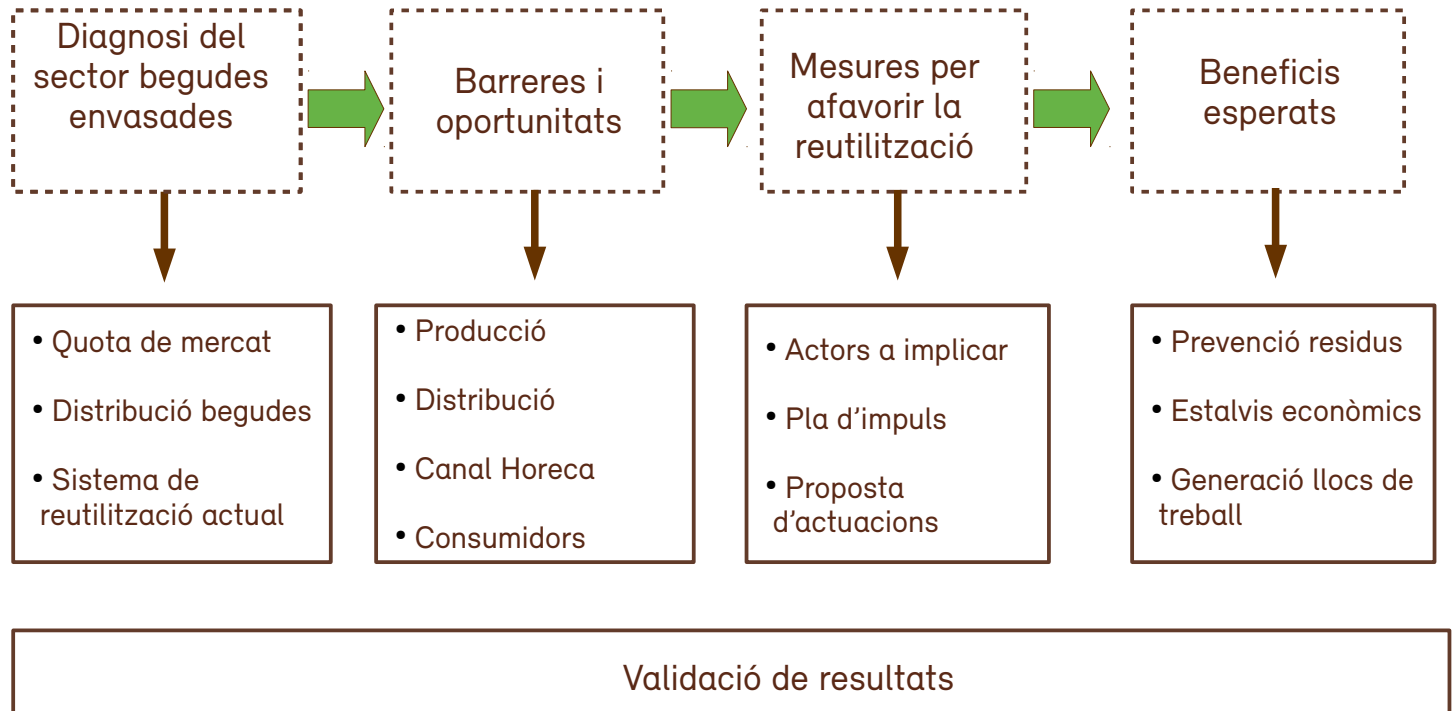 Diagnosi del
sector begudes
envasades
Barreres i
oportunitats
Mesures per
afavorir la
reutilització
Beneficis
esperats
• Quota de mercat
• Distribució begudes
• Sistema de
reutilització actual
• Producció
• Distribució
• Canal Horeca
• Consumidors
• Actors a implicar
• Pla d'impuls
• Proposta
d'actuacions
• Prevenció residus
• Estalvis econòmics
• Generació llocs de
treball
Validació de resultats